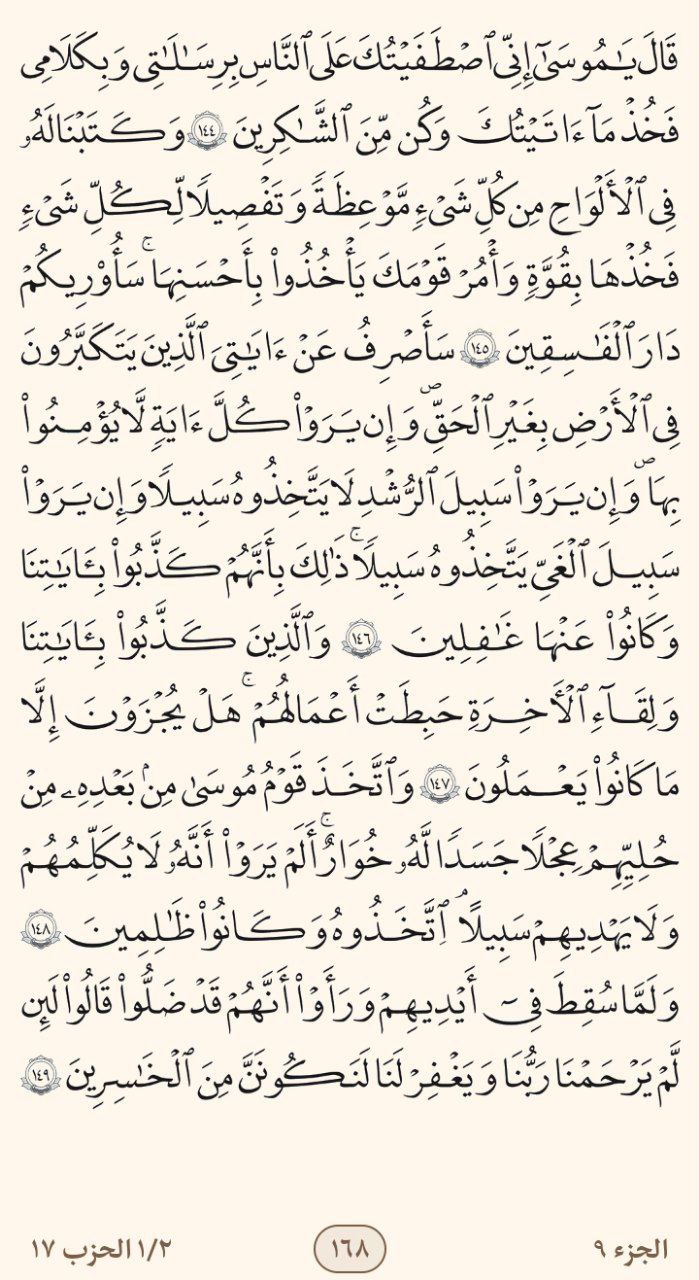 قَالَ يَٰمُوسَىٰٓ إِنِّي ٱصۡطَفَيۡتُكَ عَلَى ٱلنَّاسِ بِرِسَٰلَٰتِي وَبِكَلَٰمِي
فَخُذۡ مَآ ءَاتَيۡتُكَ وَكُن مِّنَ ٱلشَّٰكِرِينَ ١٤٤ وَكَتَبۡنَا لَهُۥ
فِي ٱلۡأَلۡوَاحِ مِن كُلِّ شَيۡءٖ مَّوۡعِظَةٗ وَتَفۡصِيلٗا لِّكُلِّ شَيۡءٖ
فَخُذۡهَا بِقُوَّةٖ وَأۡمُرۡ قَوۡمَكَ يَأۡخُذُواْ بِأَحۡسَنِهَاۚ سَأُوْرِيكُمۡ
دَارَ ٱلۡفَٰسِقِينَ ١٤٥ سَأَصۡرِفُ عَنۡ ءَايَٰتِيَ ٱلَّذِينَ يَتَكَبَّرُونَ
فِي ٱلۡأَرۡضِ بِغَيۡرِ ٱلۡحَقِّۖ وَإِن يَرَوۡاْ كُلَّ ءَايَةٖ لَّا يُؤۡمِنُواْ
بِهَاۖ وَإِن يَرَوۡاْ سَبِيلَ ٱلرُّشۡدِ لَا يَتَّخِذُوهُ سَبِيلٗا وَإِن يَرَوۡاْ
سَبِيلَ ٱلۡغَيِّ يَتَّخِذُوهُ سَبِيلٗاۚ ذَٰلِكَ بِأَنَّهُمۡ كَذَّبُواْ بِـَٔايَٰتِنَا
وَكَانُواْ عَنۡهَا غَٰفِلِينَ ١٤٦ وَٱلَّذِينَ كَذَّبُواْ بِـَٔايَٰتِنَا
وَلِقَآءِ ٱلۡأَٓخِرَةِ حَبِطَتۡ أَعۡمَٰلُهُمۡۚ هَلۡ يُجۡزَوۡنَ إِلَّا
مَا كَانُواْ يَعۡمَلُونَ ١٤٧ وَٱتَّخَذَ قَوۡمُ مُوسَىٰ مِنۢ بَعۡدِهِۦ مِنۡ
حُلِيِّهِمۡ عِجۡلٗا جَسَدٗا لَّهُۥ خُوَارٌۚ أَلَمۡ يَرَوۡاْ أَنَّهُۥ لَا يُكَلِّمُهُمۡ
وَلَا يَهۡدِيهِمۡ سَبِيلًاۘ ٱتَّخَذُوهُ وَكَانُواْ ظَٰلِمِينَ ١٤٨
وَلَمَّا سُقِطَ فِيٓ أَيۡدِيهِمۡ وَرَأَوۡاْ أَنَّهُمۡ قَدۡ ضَلُّواْ قَالُواْ لَئِن
لَّمۡ يَرۡحَمۡنَا رَبُّنَا وَيَغۡفِرۡ لَنَا لَنَكُونَنَّ مِنَ ٱلۡخَٰسِرِينَ ١٤٩
الجزء ٩ ١٦٨ ١/٢ الحزب ١٧